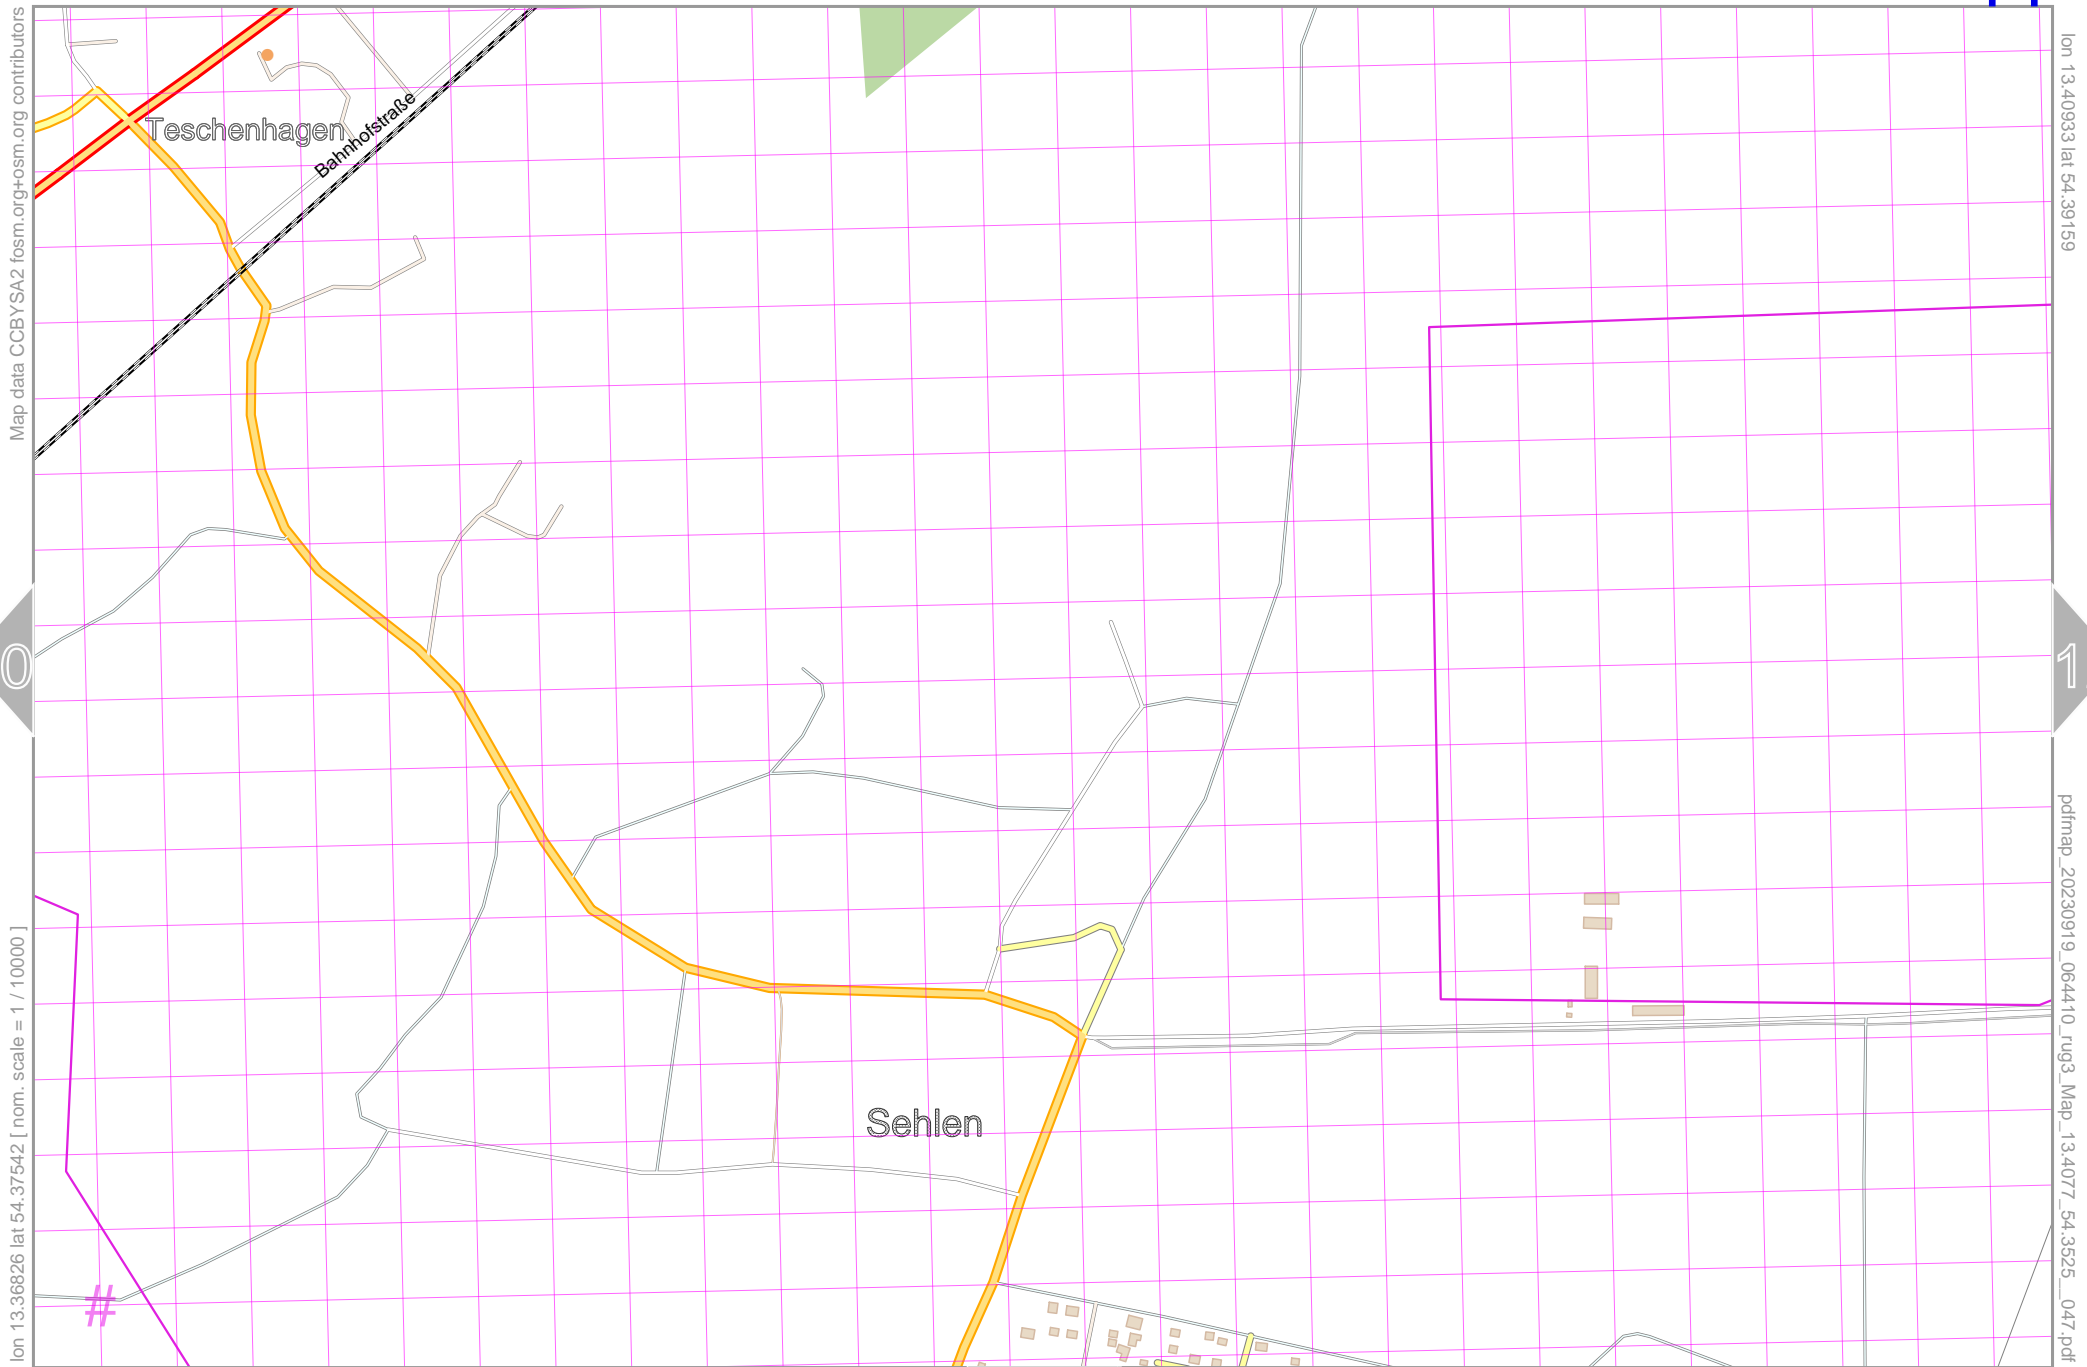 Map data CCBYSA2 fosm.org+osm.org contributors
lon 13.36826 lat 54.37542 [ nom. scale = 1 / 10000 ]
lon 13.40933 lat 54.39159
pdfmap_20230919_064410_rug3_Map_13.4077_54.3525__047.pdf
Teschenhagen
Bahnhofstraße
0
1
Sehlen
#